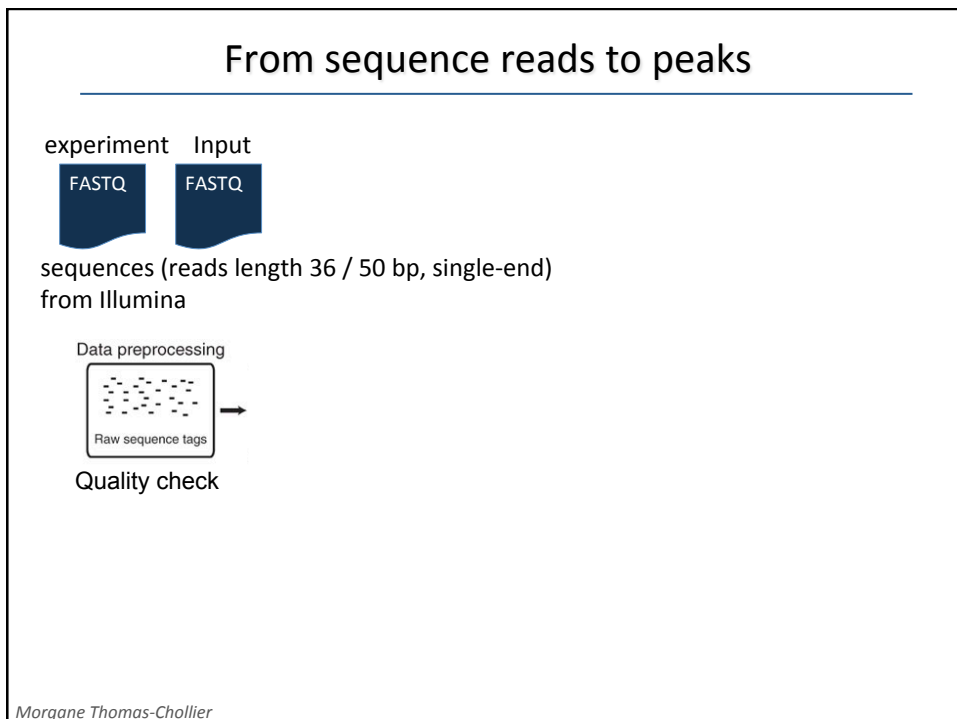 From sequence reads to peaks
experiment Input
FASTQ FASTQ
sequences (reads length 36 / 50 bp, single-end)
from Illumina
Data preprocessing
Raw sequence tags
Quality check
Morgane Thomas-Chollier